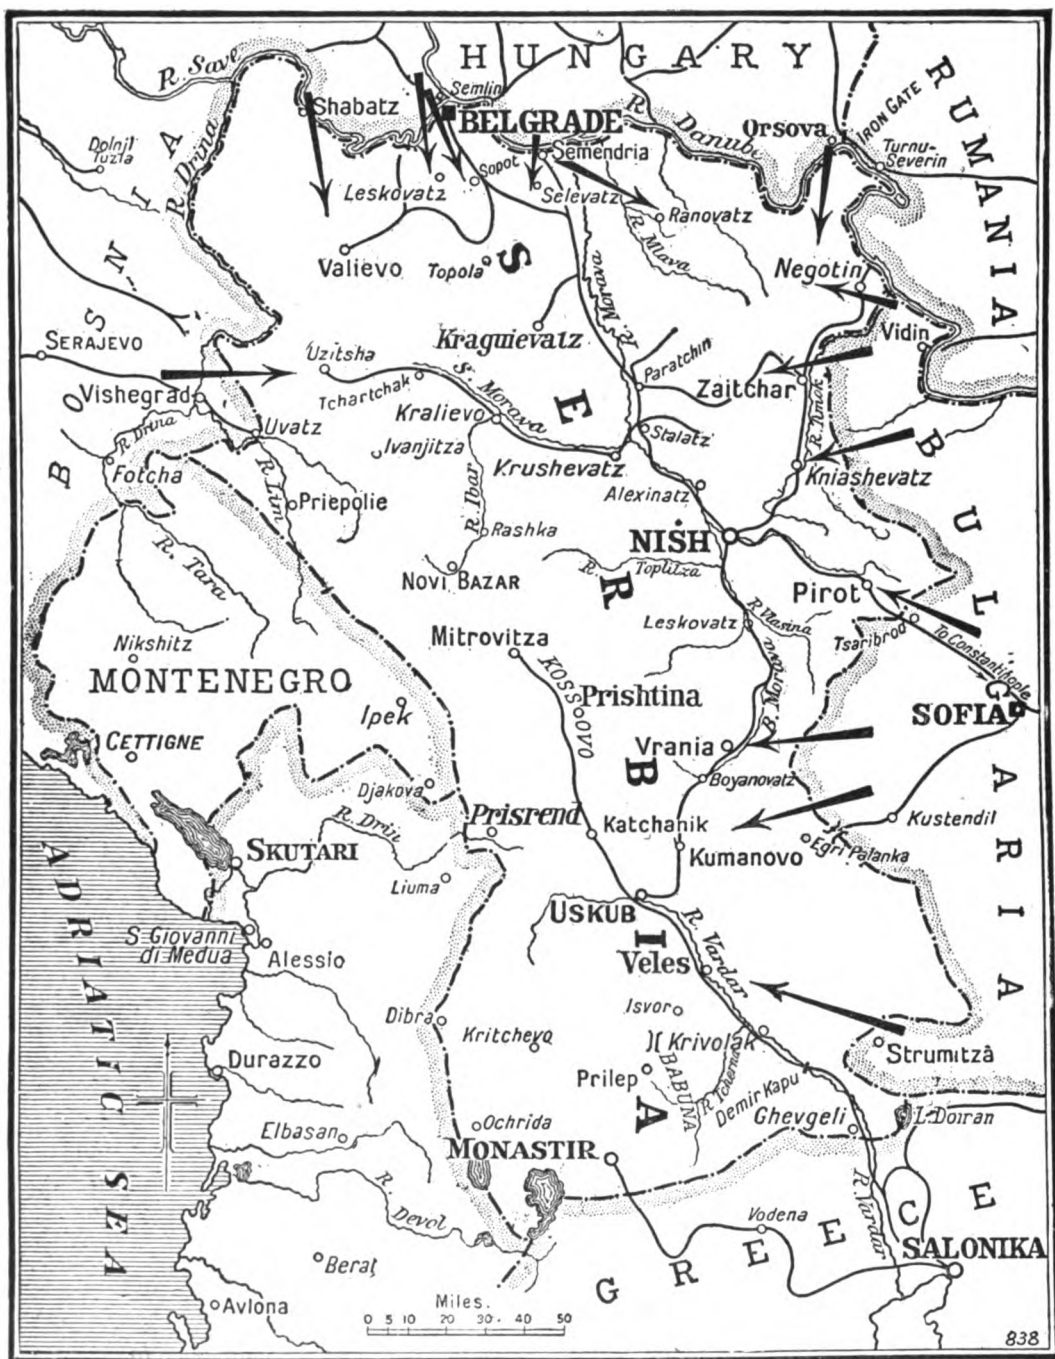 HUNGARY
RUMANIA
R. Save
Semlin
Shabatz
BELGRADE
R. Danube
Orsova
IRON GATE
Turnu-
Severin
Dolnji
Tuzla
R. Drina
BOSNIA
Sopot
Semendria
Leskovatz
Selevatz
Ranovatz
R. Mlava
Valievo
Topola
SERBIA
R. Morava
Negotin
Vidin
SERAJEVO
Kraguievatz
Uzitsha
Paratchin
Zaitchar
Vishegrad
Tchartchak
S. Morava
R. Timok
R. Drina
Uvatz
Kralievo
Stalatz
BULGARIA
Ivanjitza
Fotcha
Krushevatz
Kniashevatz
R. Lim
Priepolie
R. Ibar
Alexinatz
Rashka
NISH
R. Tara
R. Toplitza
NOVI BAZAR
Pirot
Leskovatz
R. Vlasina
Tsaribrod
To Constantinople
Nikshitz
Mitrovitza
MONTENEGRO
KOSSOVO
Prishtina
B. Morava
Ipek
SOFIA
CETTIGNE
Vrania
Djakova
Boyanovatz
Prisrend
R. Drin
Katchanik
Kustendil
SKUTARI
Kumanovo
Egri Palanka
Liuma
ADRIATIC SEA
USKUB
R. Vardar
S Giovanni
di Medua
Alessio
Veles
Isvor
Dibra
Kritchevo
Krivolak
Strumitza
Durazzo
Prilep
BABUNA
R. Tcherna
Demir Kapu
Ghevgeli
L. Doiran
Elbasan
Ochrida
MONASTIR
R. Devol
R. Vardar
Vodena
GREECE
SALONIKA
Berat
Avlona
Miles.
0 5 10 20 30 40 50
838